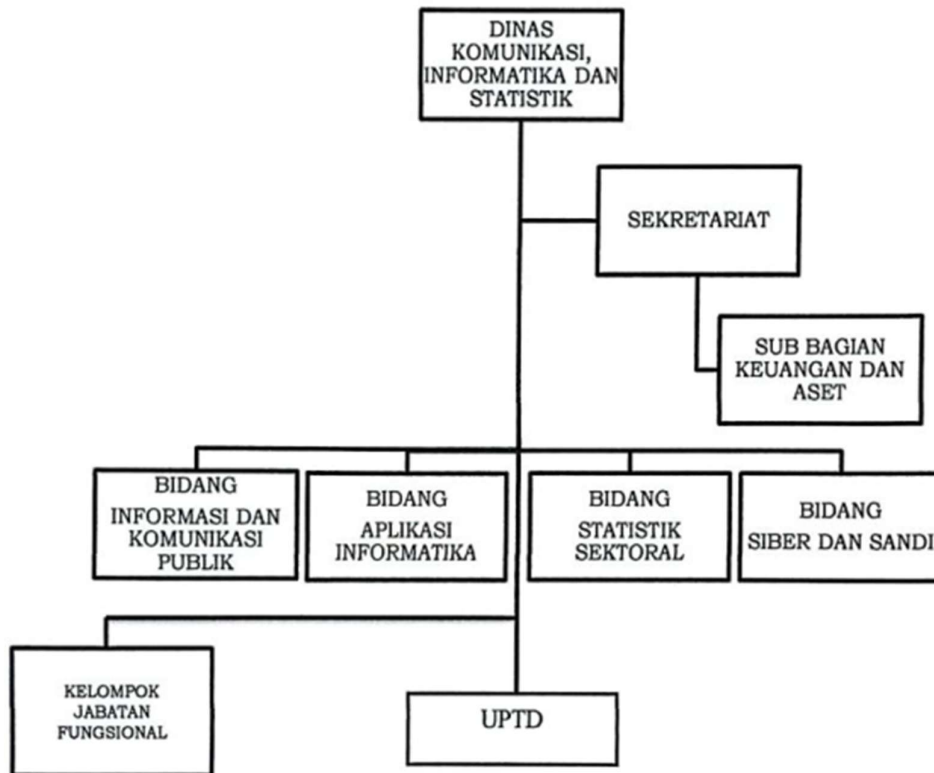 DINAS
KOMUNIKASI,
INFORMATIKA DAN
STATISTIK
SEKRETARIAT
SUB BAGIAN
KEUANGAN DAN
ASET
BIDANG
INFORMASI DAN
KOMUNIKASI
PUBLIK
BIDANG
APLIKASI
INFORMATIKA
BIDANG
STATISTIK
SEKTORAL
BIDANG
SIBER DAN SANDI
KELOMPOK
JABATAN
FUNGSIONAL
UPTD